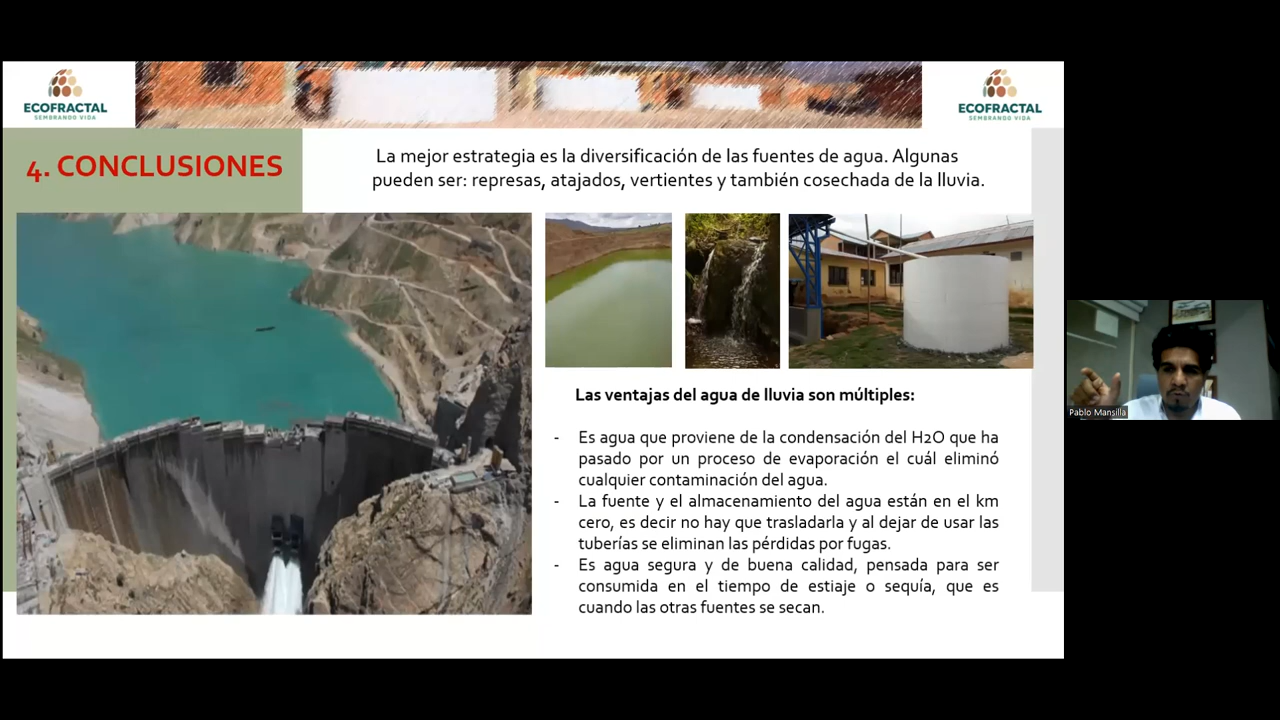 ECOFRACTAL
SEMBRANDO VIDA
ECOFRACTAL
SEMBRANDO VIDA
4. CONCLUSIONES
La mejor estrategia es la diversificación de las fuentes de agua. Algunas
pueden ser: represas, atajados, vertientes y también cosechada de la lluvia.
Las ventajas del agua de lluvia son múltiples:
- Es agua que proviene de la condensación del H2O que ha
pasado por un proceso de evaporación el cuál eliminó
cualquier contaminación del agua.
- La fuente y el almacenamiento del agua están en el km
cero, es decir no hay que trasladarla y al dejar de usar las
tuberías se eliminan las pérdidas por fugas.
- Es agua segura y de buena calidad, pensada para ser
consumida en el tiempo de estiaje o sequía, que es
cuando las otras fuentes se secan.
Pablo Mansilla